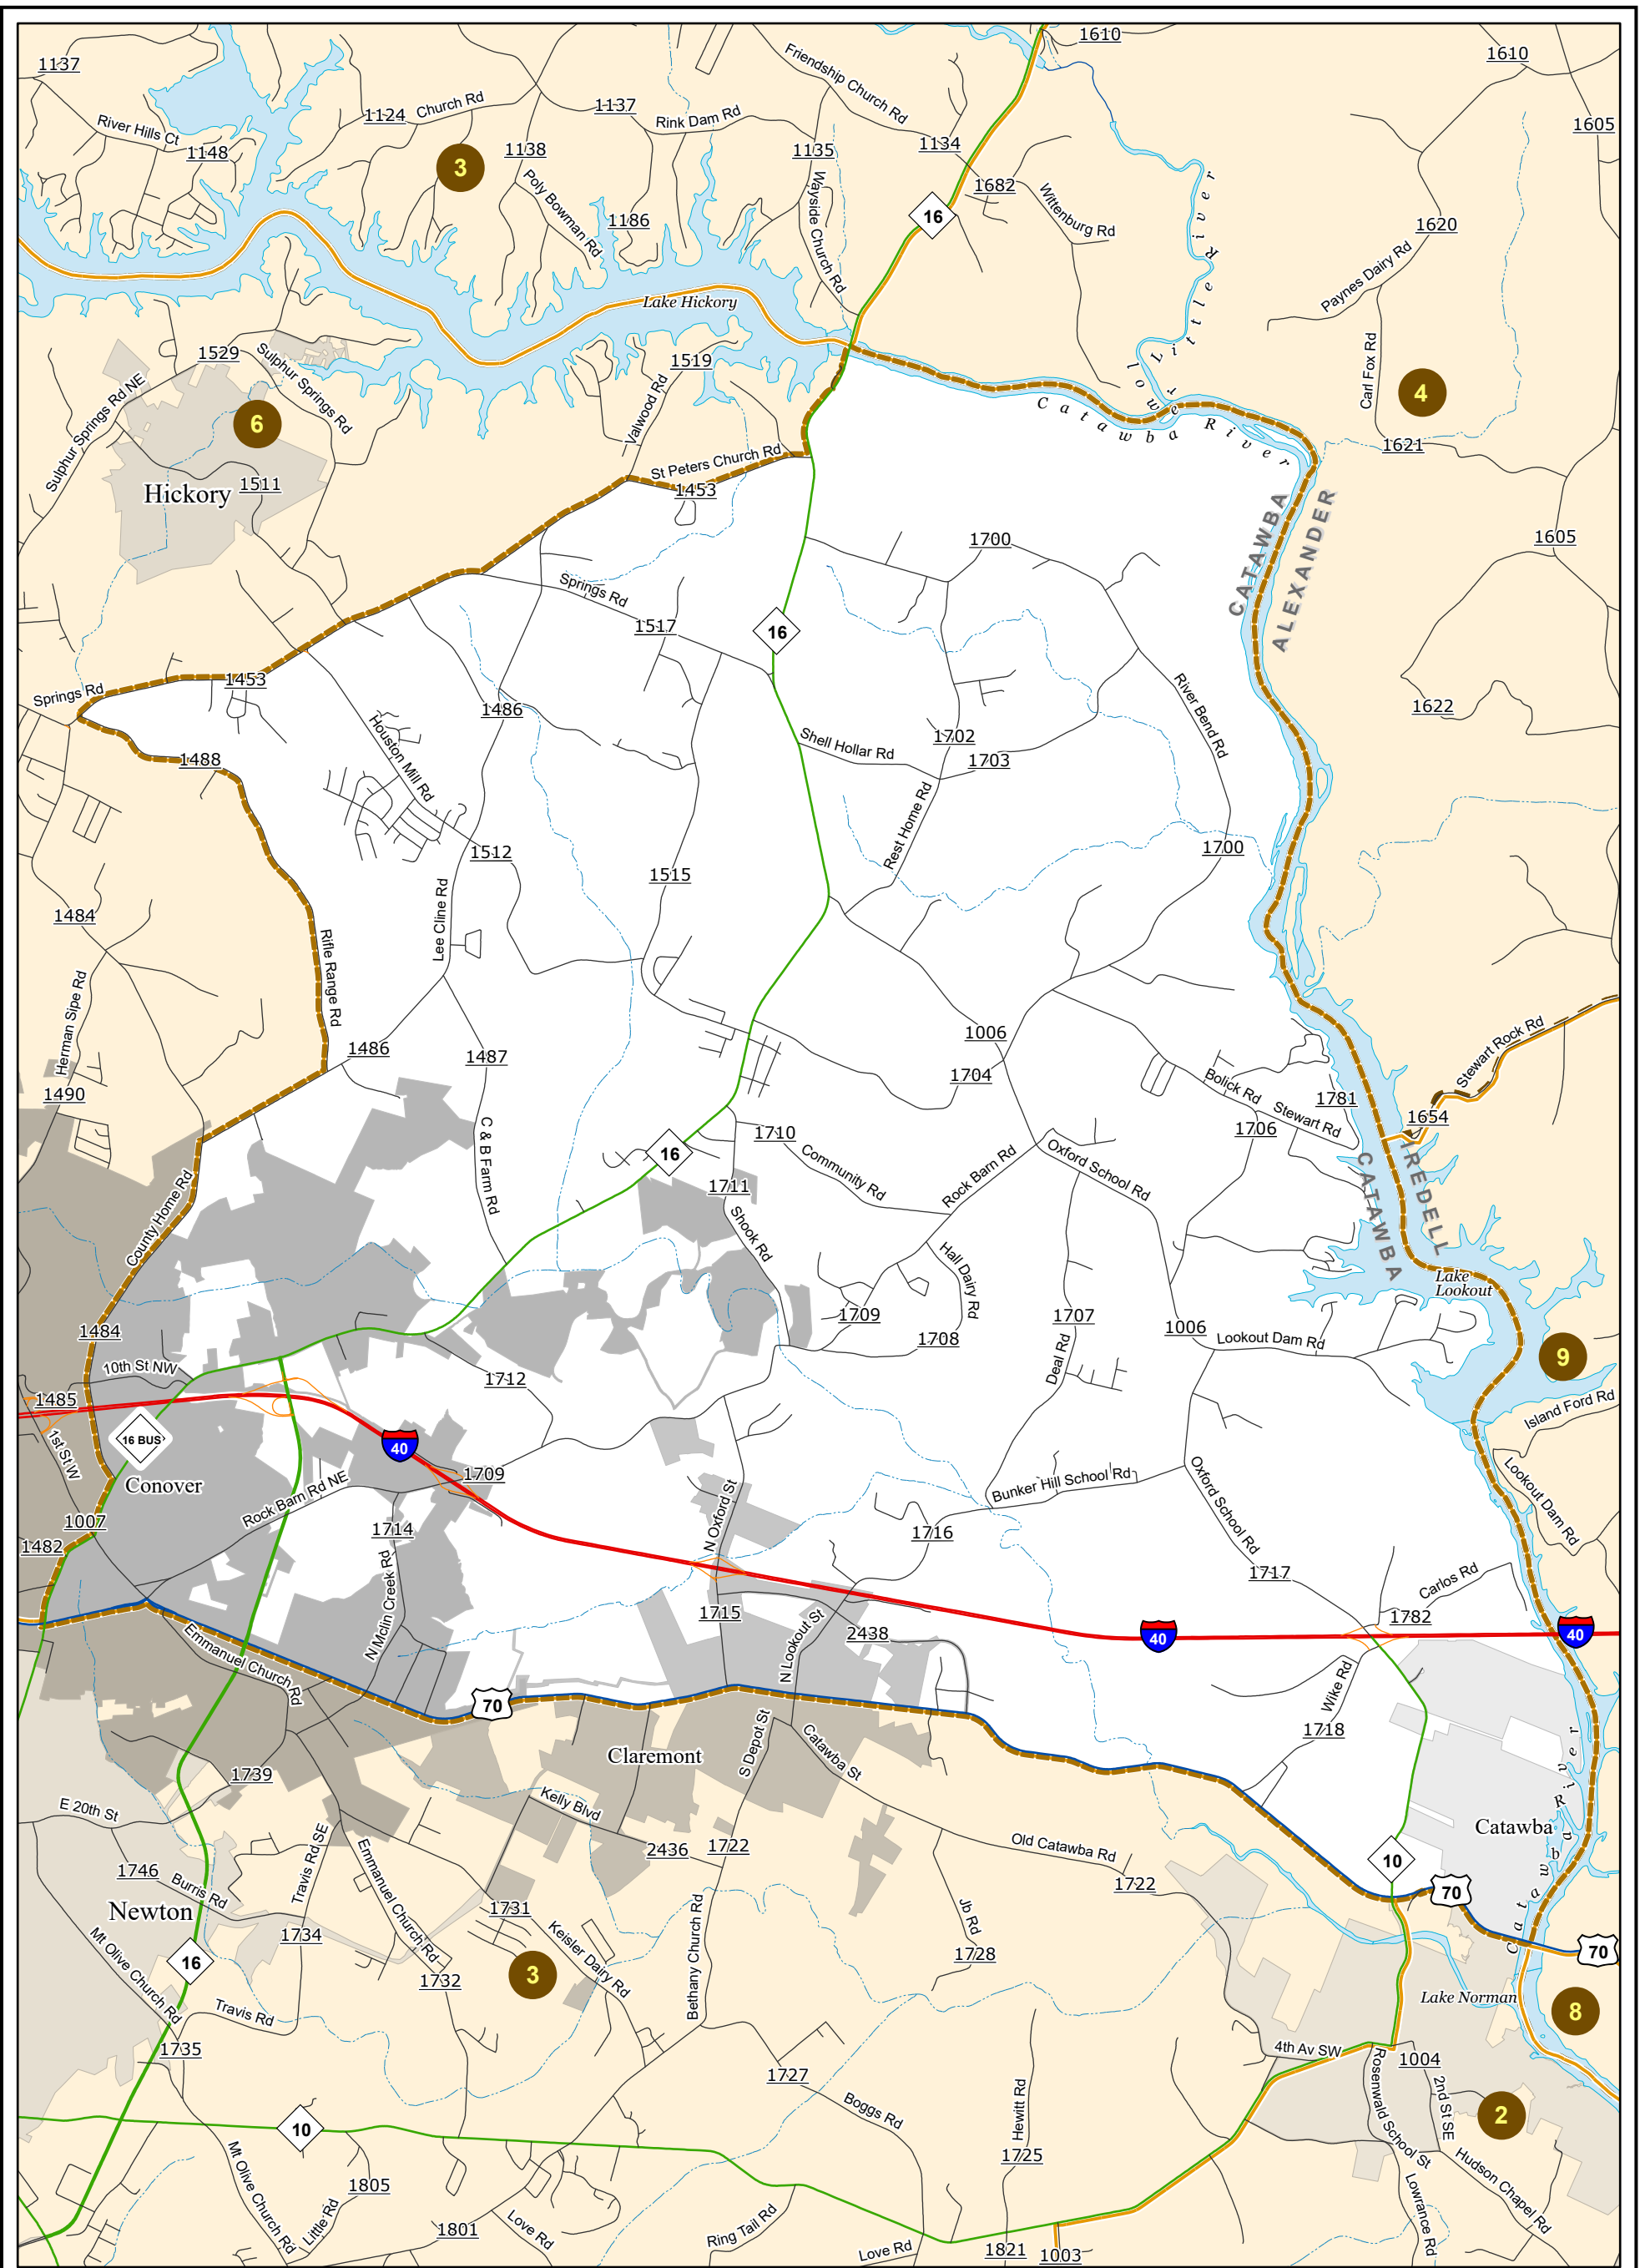 1610
1610
1137
Friendship Church Rd
Church Rd
1137
1124
Rink Dam Rd
1605
River Hills Ct
1148
1138
1135
1134
3
1682
Poly Bowman Rd
Wayside Church Rd
Wittenburg Rd
1186
16
1620
Lower Little River
Paynes Dairy Rd
Lake Hickory
1529
Sulphur Springs Rd
1519
Carl Fox Rd
Sulphur Springs Rd NE
6
Valwood Rd
4
Catawba River
1621
St Peters Church Rd
Hickory
1511
1453
CATAWBA
ALEXANDER
1700
1605
Springs Rd
1517
16
1453
Springs Rd
1486
River Bend Rd
1622
Houston Mill Rd
1702
Shell Hollar Rd
1703
1488
Rest Home Rd
1512
1700
1515
1484
Lee Cline Rd
Rifle Range Rd
Herman Sipe Rd
1006
Stewart Rock Rd
1486
1487
1704
1490
Bolick Rd
1781
Stewart Rd
1654
1706
C & B Farm Rd
1710
16
Community Rd
Rock Barn Rd
Oxford School Rd
CATAWBA
IREDELL
1711
Shook Rd
County Home Rd
Hall Dairy Rd
Lake
Lookout
1709
1707
1006
1484
1708
Lookout Dam Rd
9
10th St NW
Deal Rd
1712
1485
Island Ford Rd
16 BUS
1st St W
40
1709
Conover
Bunker Hill School Rd
Rock Barn Rd NE
Oxford School Rd
Lookout Dam Rd
N Oxford St
1007
1714
1716
1482
1717
N Mclin Creek Rd
Carlos Rd
1715
N Lookout St
1782
2438
40
40
Emmanuel Church Rd
70
Wike Rd
1718
S Depot St
Catawba St
Claremont
1739
Catawba River
E 20th St
Kelly Blvd
Catawba
Travis Rd SE
Old Catawba Rd
2436
1722
10
1746
Emmanuel Church Rd
1722
70
Burris Rd
Newton
1731
Jb Rd
1734
Keisler Dairy Rd
Bethany Church Rd
Mt Olive Church Rd
16
1728
70
3
1732
Lake Norman
8
Travis Rd
1735
4th Av SW
1004
1727
Rosenwald School St
2nd St SE
Boggs Rd
Hewitt Rd
2
10
1725
Mt Olive Church Rd
Hudson Chapel Rd
1805
Lowrance Rd
Little Rd
1801
Love Rd
Ring Tail Rd
Love Rd
1821
1003